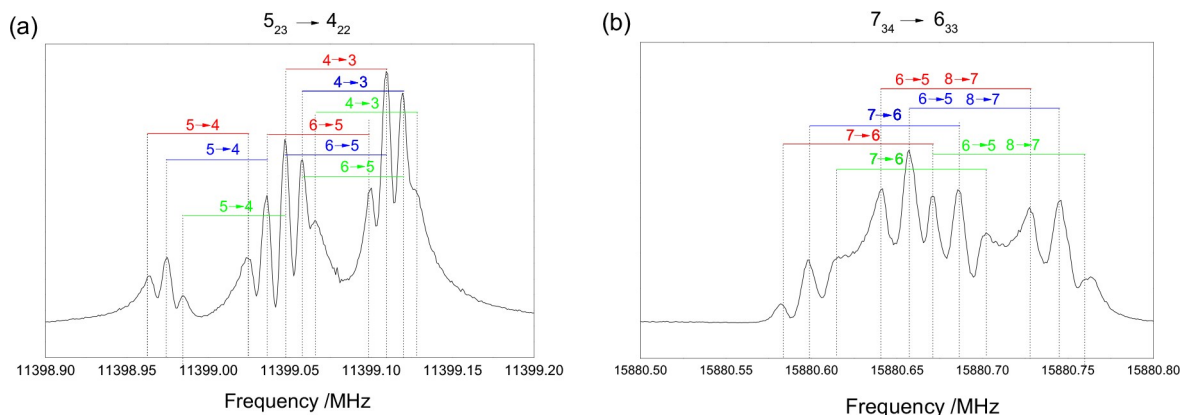 (a)
5₂₃ → 4₂₂
4→3
4→3
4→3
5→4
6→5
5→4
6→5
6→5
5→4
11398.90 11398.95 11399.00 11399.05 11399.10 11399.15 11399.20
Frequency /MHz
(b)
7₃₄ → 6₃₃
6→5 8→7
6→5 8→7
7→6
7→6
6→5 8→7
7→6
15880.50 15880.55 15880.60 15880.65 15880.70 15880.75 15880.80
Frequency /MHz